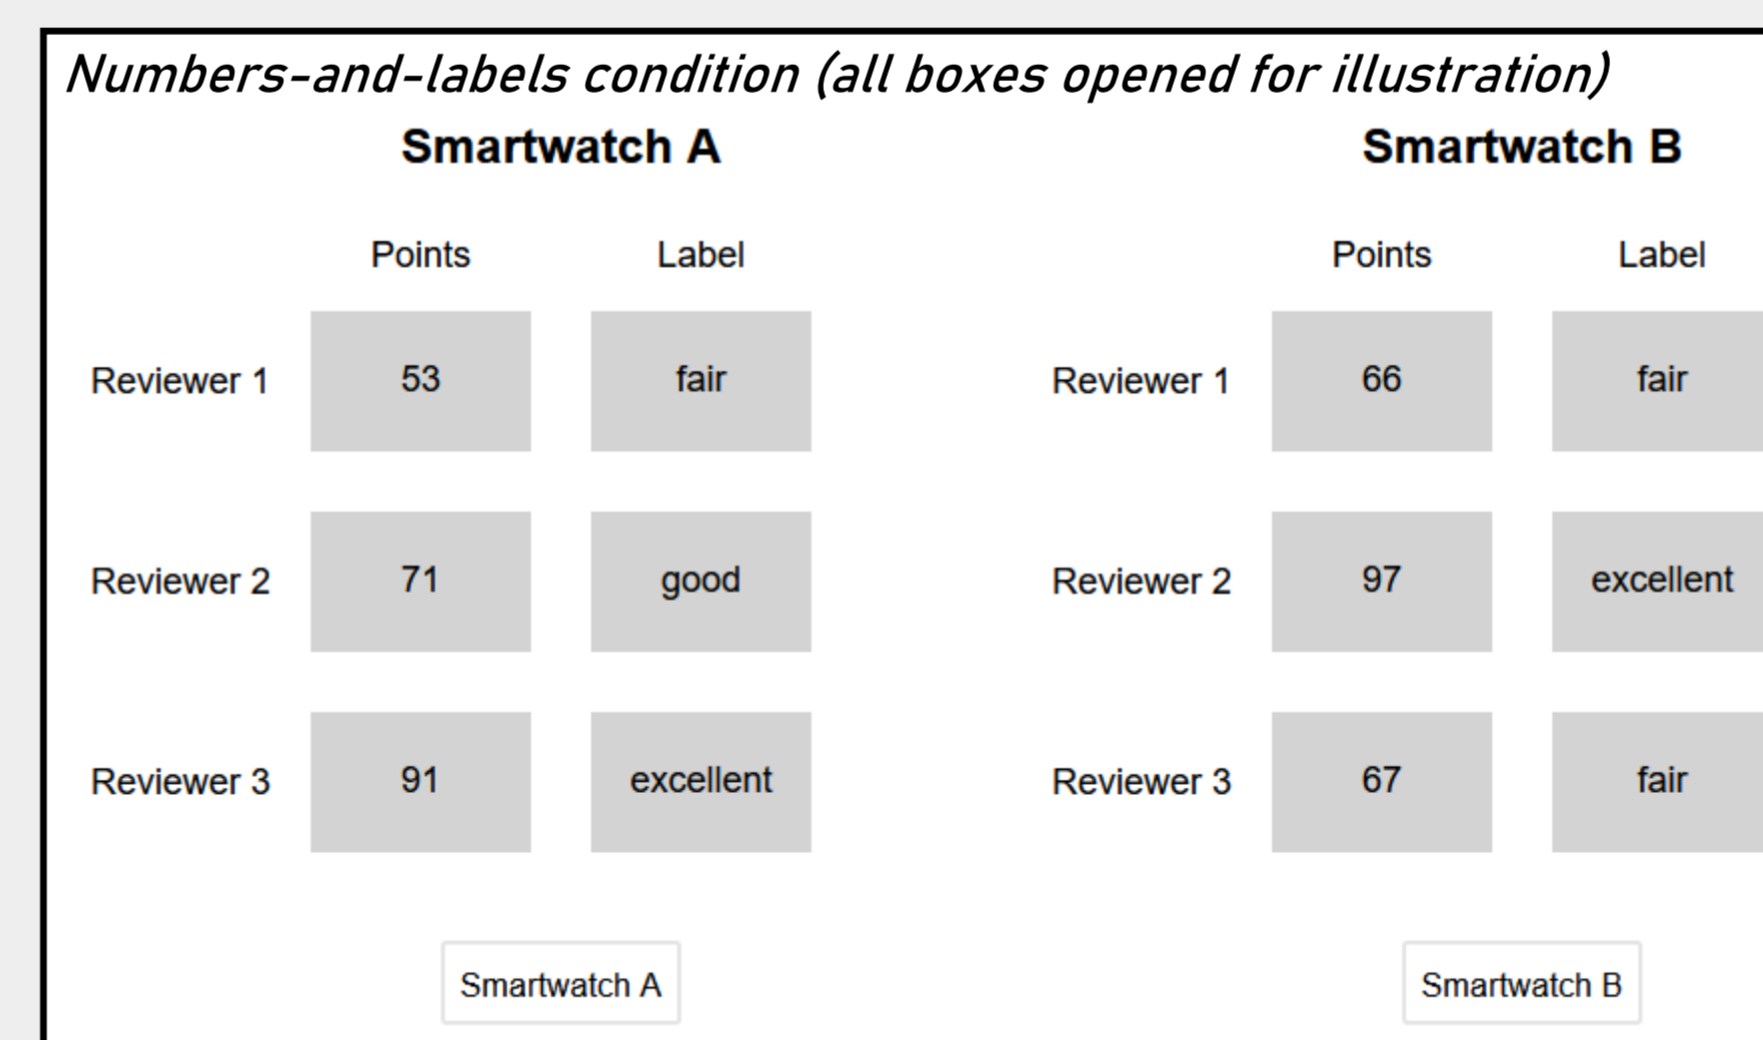 Numbers-and-labels condition (all boxes opened for illustration)
Smartwatch A Smartwatch B
Points Label Points Label
Reviewer 1 53 fair Reviewer 1 66 fair
Reviewer 2 71 good Reviewer 2 97 excellent
Reviewer 3 91 excellent Reviewer 3 67 fair
Smartwatch A Smartwatch B